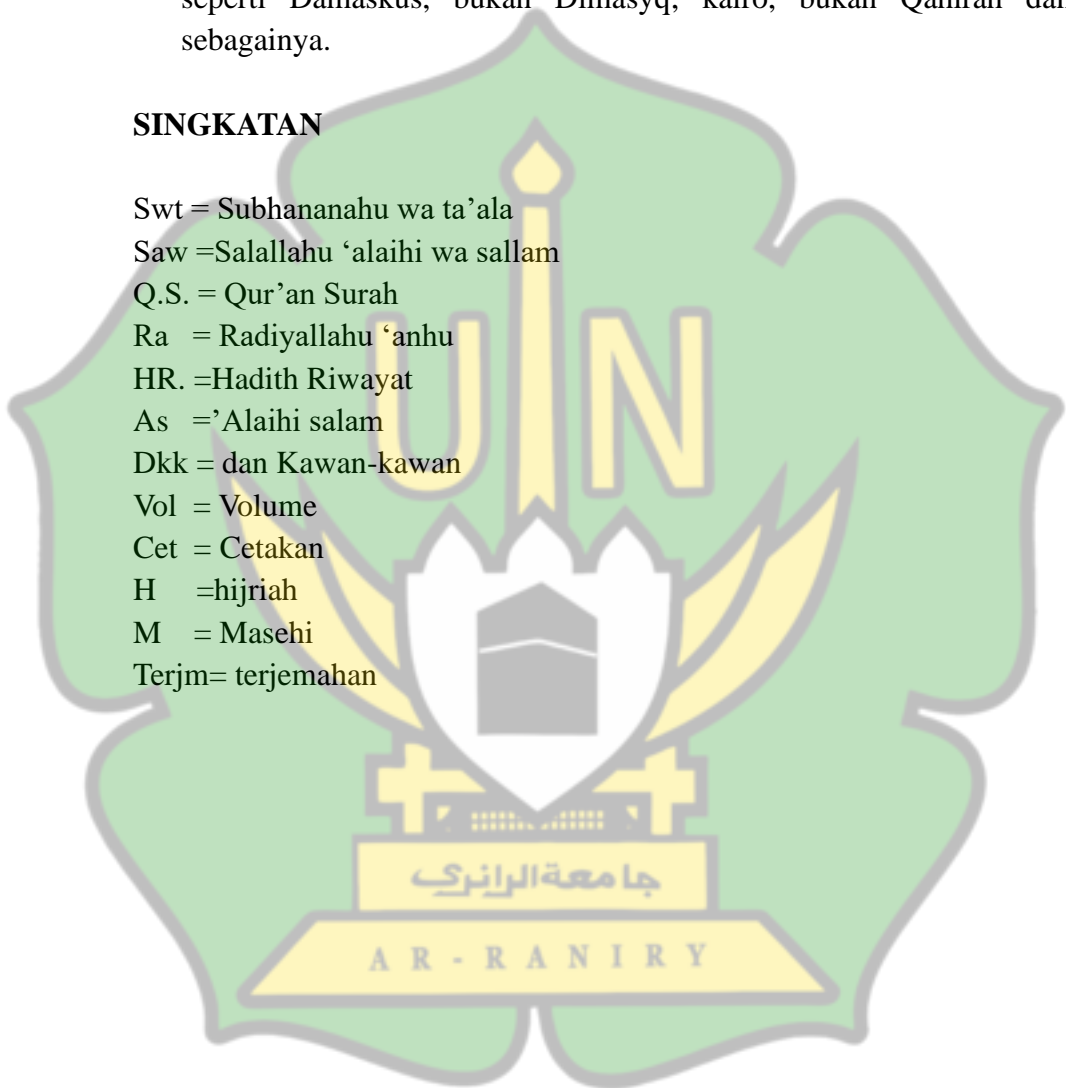 seperti Damaskus, bukan Dimasyq; kairo, bukan Qahirah dan
sebagainya.
SINGKATAN
Swt = Subhananahu wa ta’ala
Saw =Salallahu ‘alaihi wa sallam
Q.S. = Qur’an Surah
Ra = Radiyallahu ‘anhu
HR. =Hadith Riwayat
As =’Alaihi salam
Dkk = dan Kawan-kawan
Vol = Volume
Cet = Cetakan
H =hijriah
M = Masehi
Terjm= terjemahan
UIN
جامعة الرانري
AR-RANIRY